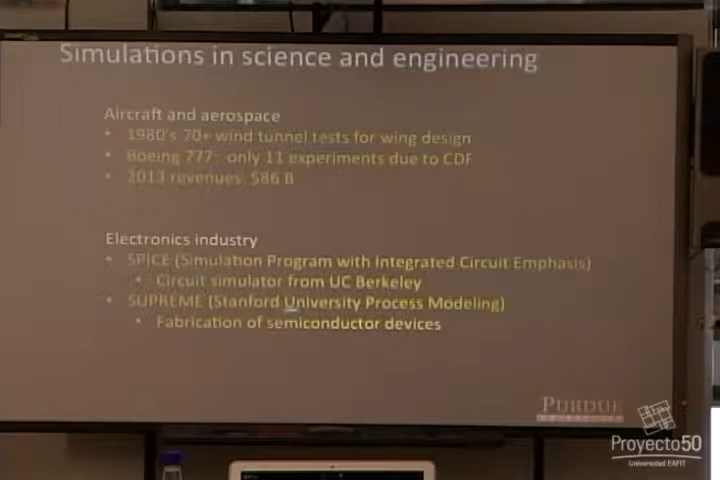 Simulations in science and engineering
Aircraft and aerospace
• 1980's 70+ wind tunnel tests for wing design
• Boeing 777: only 11 experiments due to CDF
• 2013 revenues: $86 B
Electronics industry
• SPICE (Simulation Program with Integrated Circuit Emphasis)
• Circuit simulator from UC Berkeley
• SUPREME (Stanford University Process Modeling)
• Fabrication of semiconductor devices
PURDUE
Proyecto50
Universidad EAFIT